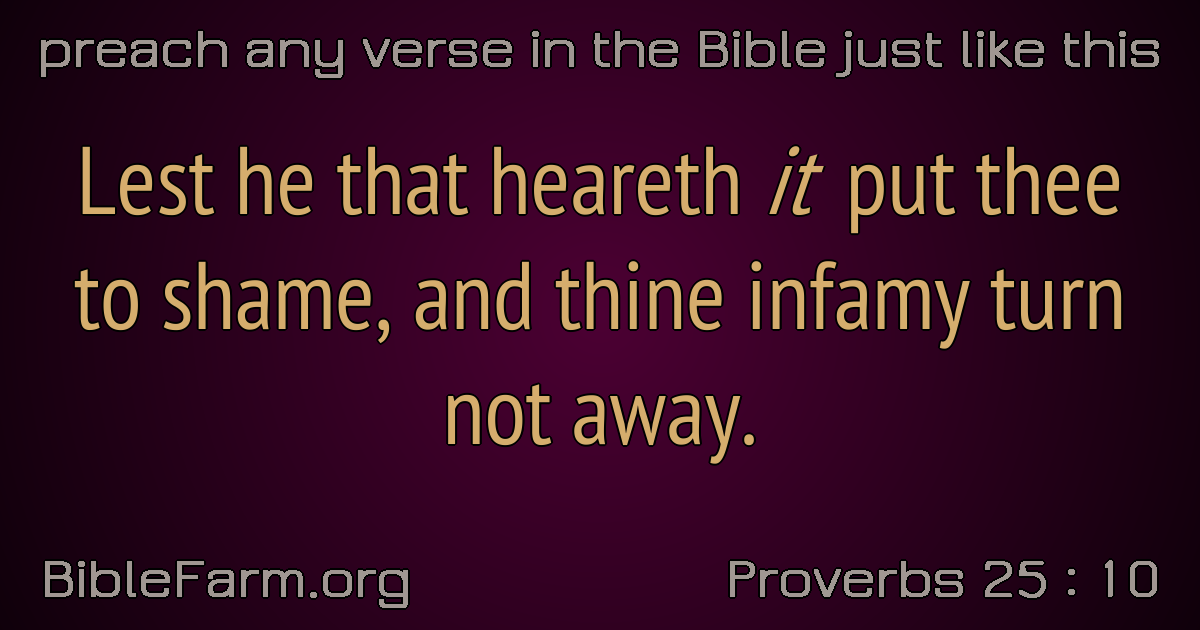 preach any verse in the Bible just like this
Lest he that heareth it put thee
to shame, and thine infamy turn
not away.
BibleFarm.org
Proverbs 25 : 10